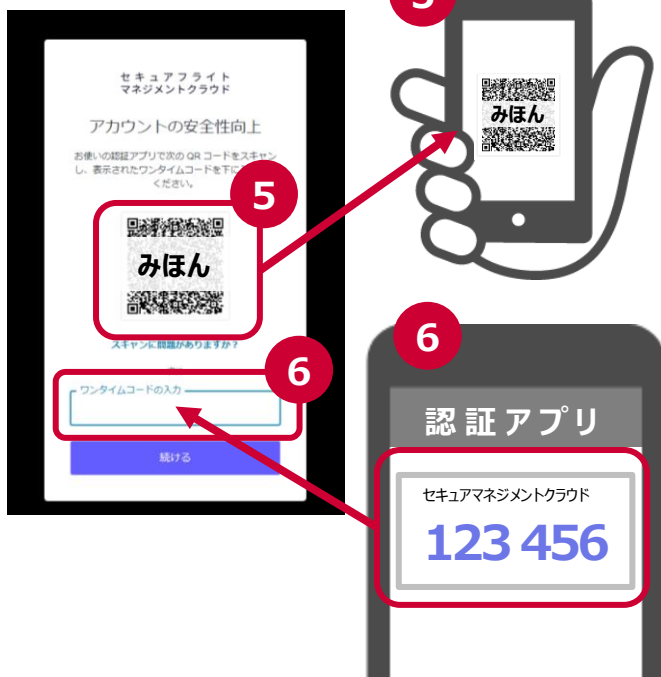 セキュアフライト
マネジメントクラウド
アカウントの安全性向上
お使いの認証アプリで次の QR コードをスキャン
し、表示されたワンタイムコードを下に
ください。
5
みほん
スキャンに問題がありますか？
6
ワンタイムコードの入力
続ける
5
みほん
6
認証アプリ
セキュアマネジメントクラウド
123 456